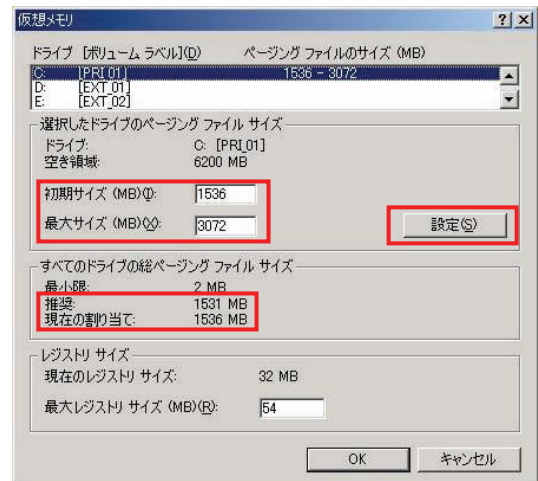 仮想メモリ
ドライブ [ボリューム ラベル](D) ページング ファイルのサイズ (MB)
C: [PRI_01] 1536 - 3072
D: [EXT_01]
E: [EXT_02]
選択したドライブのページング ファイル サイズ
ドライブ: C: [PRI_01]
空き領域: 6200 MB
初期サイズ (MB)(I): 1536
最大サイズ (MB)(X): 3072
設定(S)
すべてのドライブの総ページング ファイル サイズ
最小限: 2 MB
推奨: 1531 MB
現在の割り当て: 1536 MB
レジストリ サイズ
現在のレジストリ サイズ: 32 MB
最大レジストリ サイズ (MB)(R): 54
OK キャンセル